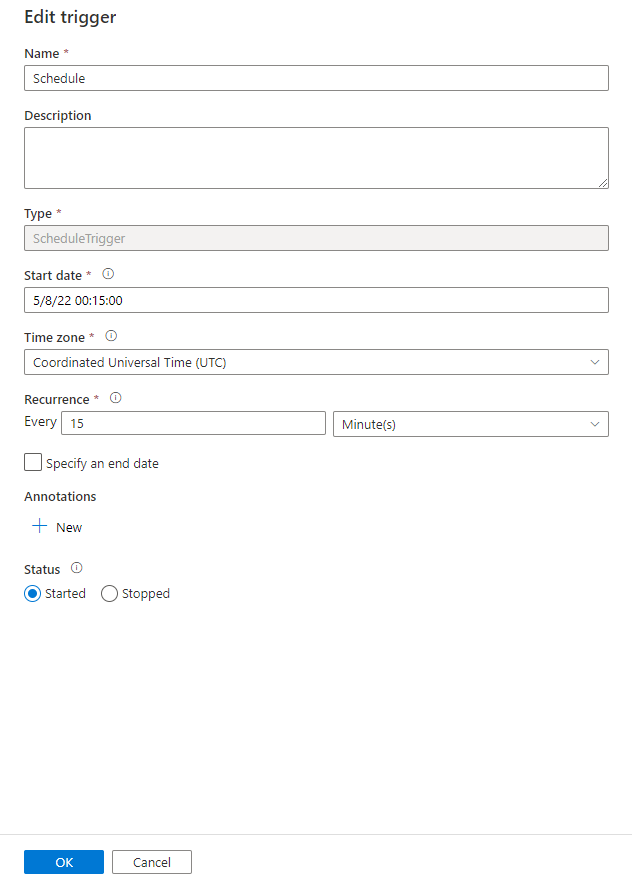 Edit trigger
Name *
Schedule
Description
Type *
ScheduleTrigger
Start date *
5/8/22 00:15:00
Time zone *
Coordinated Universal Time (UTC)
Recurrence *
Every 15 Minute(s)
Specify an end date
Annotations
New
Status
Started Stopped
OK Cancel